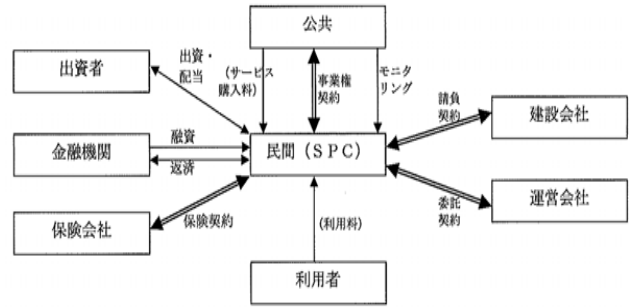 公共
出資者
出資・
配当
(サービス
購入料)
事業権
契約
モニタ
リング
請負
契約
建設会社
金融機関
融資
返済
民間(SPC)
保険会社
保険契約
(利用料)
委託
契約
運営会社
利用者